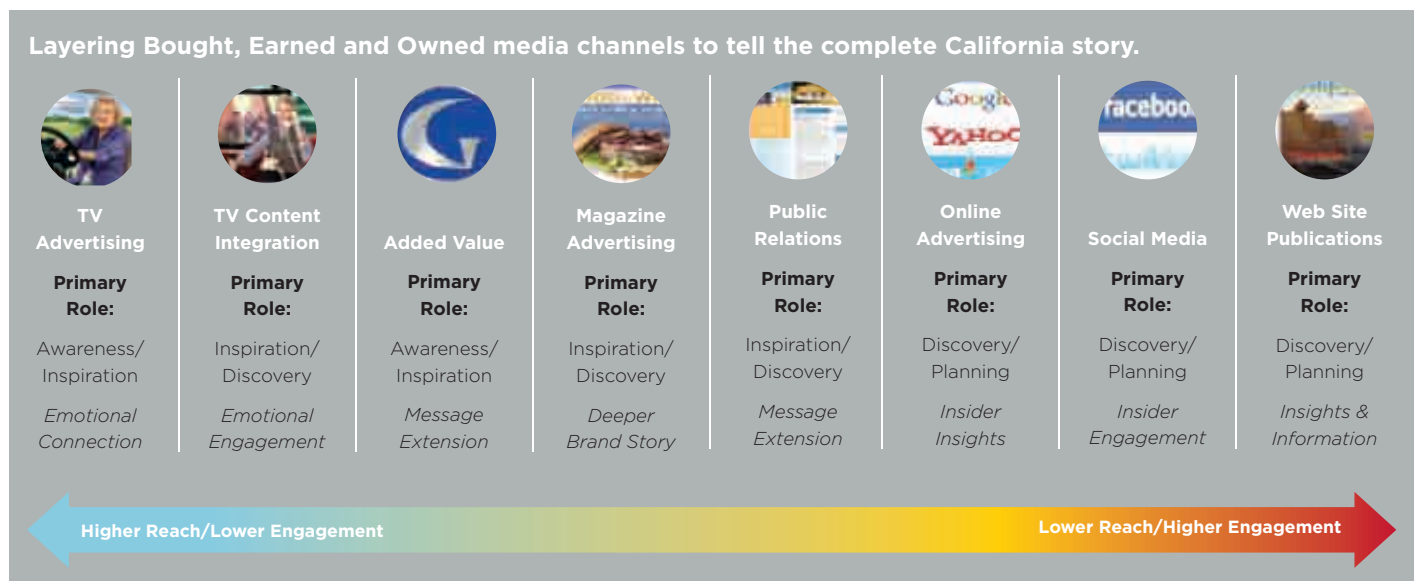 Layering Bought, Earned and Owned media channels to tell the complete California story.
G
Google
YAHOO
faceboo
TV
Advertising
Primary
Role:
Awareness/
Inspiration
Emotional
Connection
TV Content
Integration
Primary
Role:
Inspiration/
Discovery
Emotional
Engagement
Added Value
Primary
Role:
Awareness/
Inspiration
Message
Extension
Magazine
Advertising
Primary
Role:
Inspiration/
Discovery
Deeper
Brand Story
Public
Relations
Primary
Role:
Inspiration/
Discovery
Message
Extension
Online
Advertising
Primary
Role:
Discovery/
Planning
Insider
Insights
Social Media
Primary
Role:
Discovery/
Planning
Insider
Engagement
Web Site
Publications
Primary
Role:
Discovery/
Planning
Insights &
Information
Higher Reach/Lower Engagement
Lower Reach/Higher Engagement